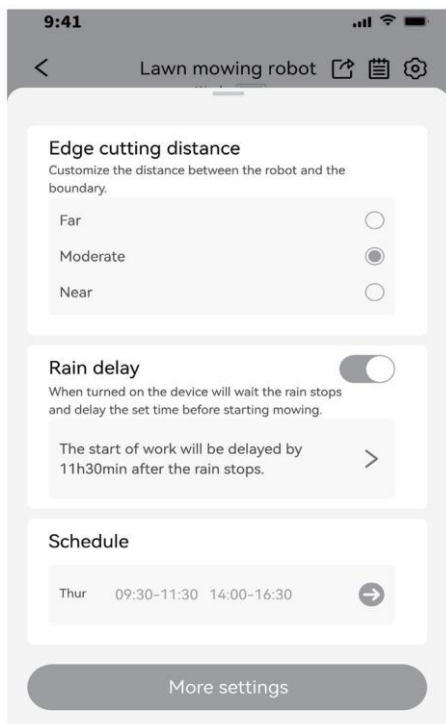 9:41
Lawn mowing robot
Edge cutting distance
Customize the distance between the robot and the
boundary.
Far
Moderate
Near
Rain delay
When turned on the device will wait the rain stops
and delay the set time before starting mowing.
The start of work will be delayed by
11h30min after the rain stops.
Schedule
Thur 09:30-11:30 14:00-16:30
More settings